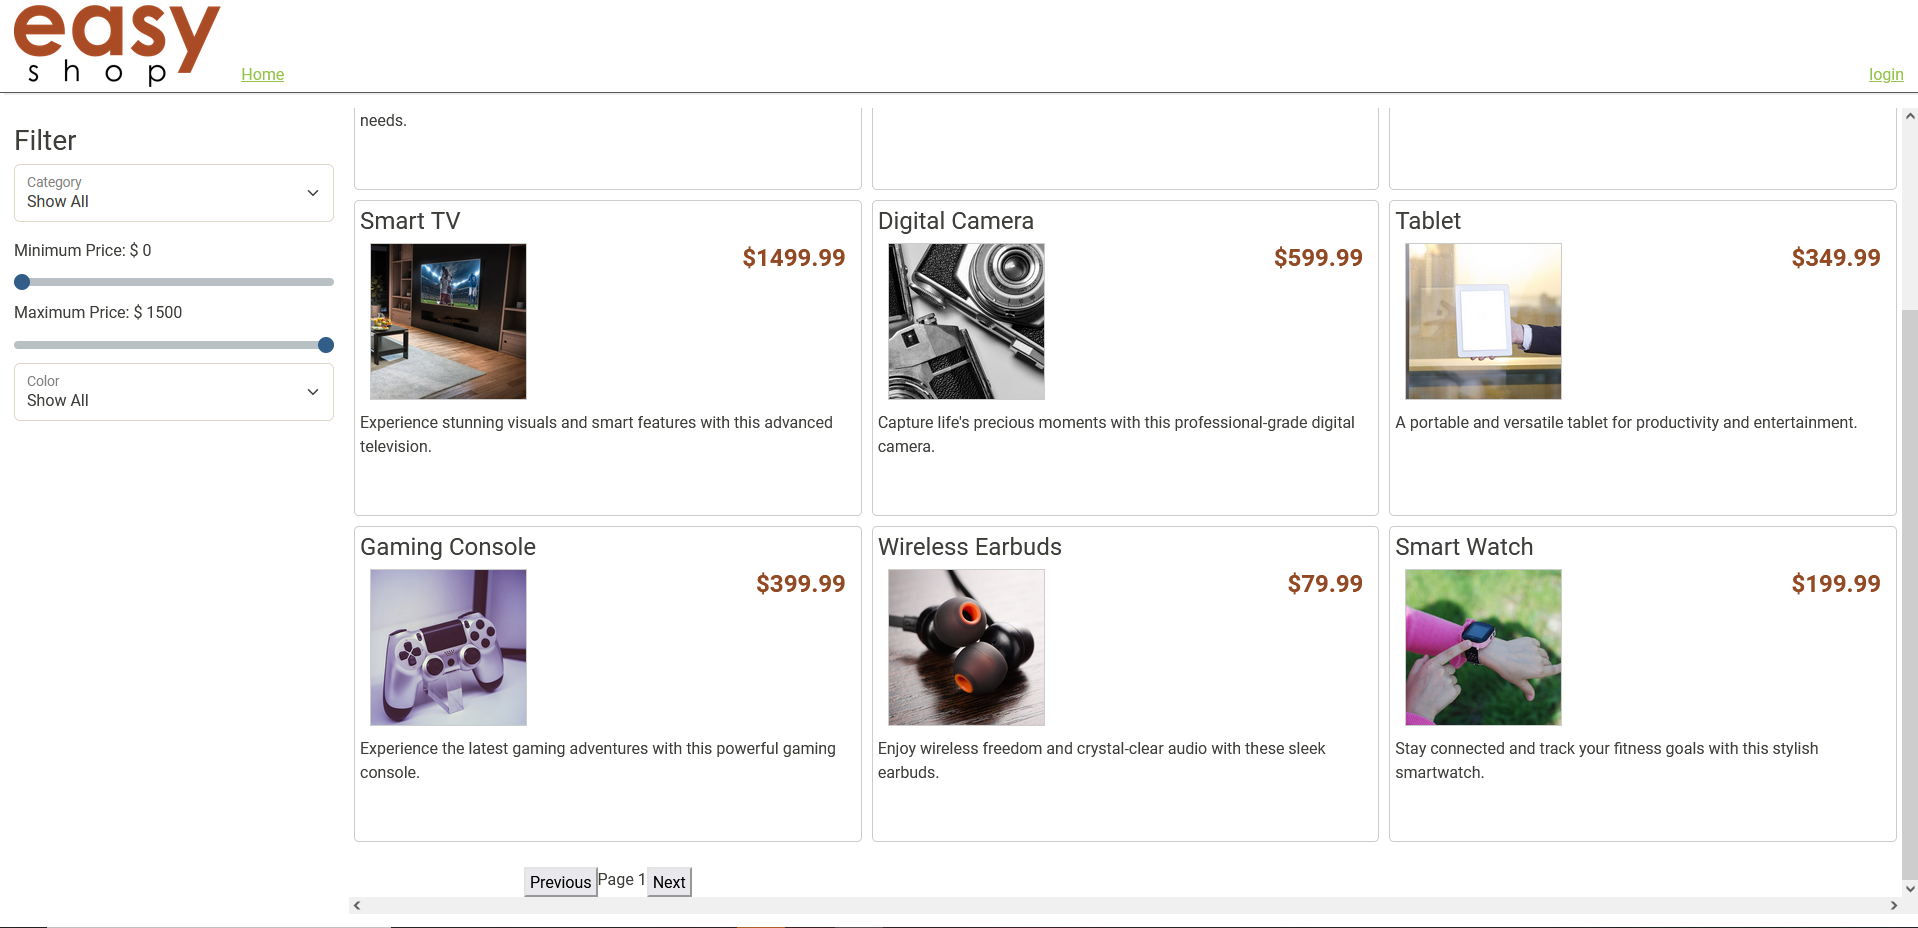 easy
shop
Home
login
Filter
Category
Show All
Minimum Price: $ 0
Maximum Price: $ 1500
Color
Show All
needs.
Smart TV
$1499.99
Experience stunning visuals and smart features with this advanced
television.
Digital Camera
$599.99
Capture life's precious moments with this professional-grade digital
camera.
Tablet
$349.99
A portable and versatile tablet for productivity and entertainment.
Gaming Console
$399.99
Experience the latest gaming adventures with this powerful gaming
console.
Wireless Earbuds
$79.99
Enjoy wireless freedom and crystal-clear audio with these sleek
earbuds.
Smart Watch
$199.99
Stay connected and track your fitness goals with this stylish
smartwatch.
Previous Page 1 Next